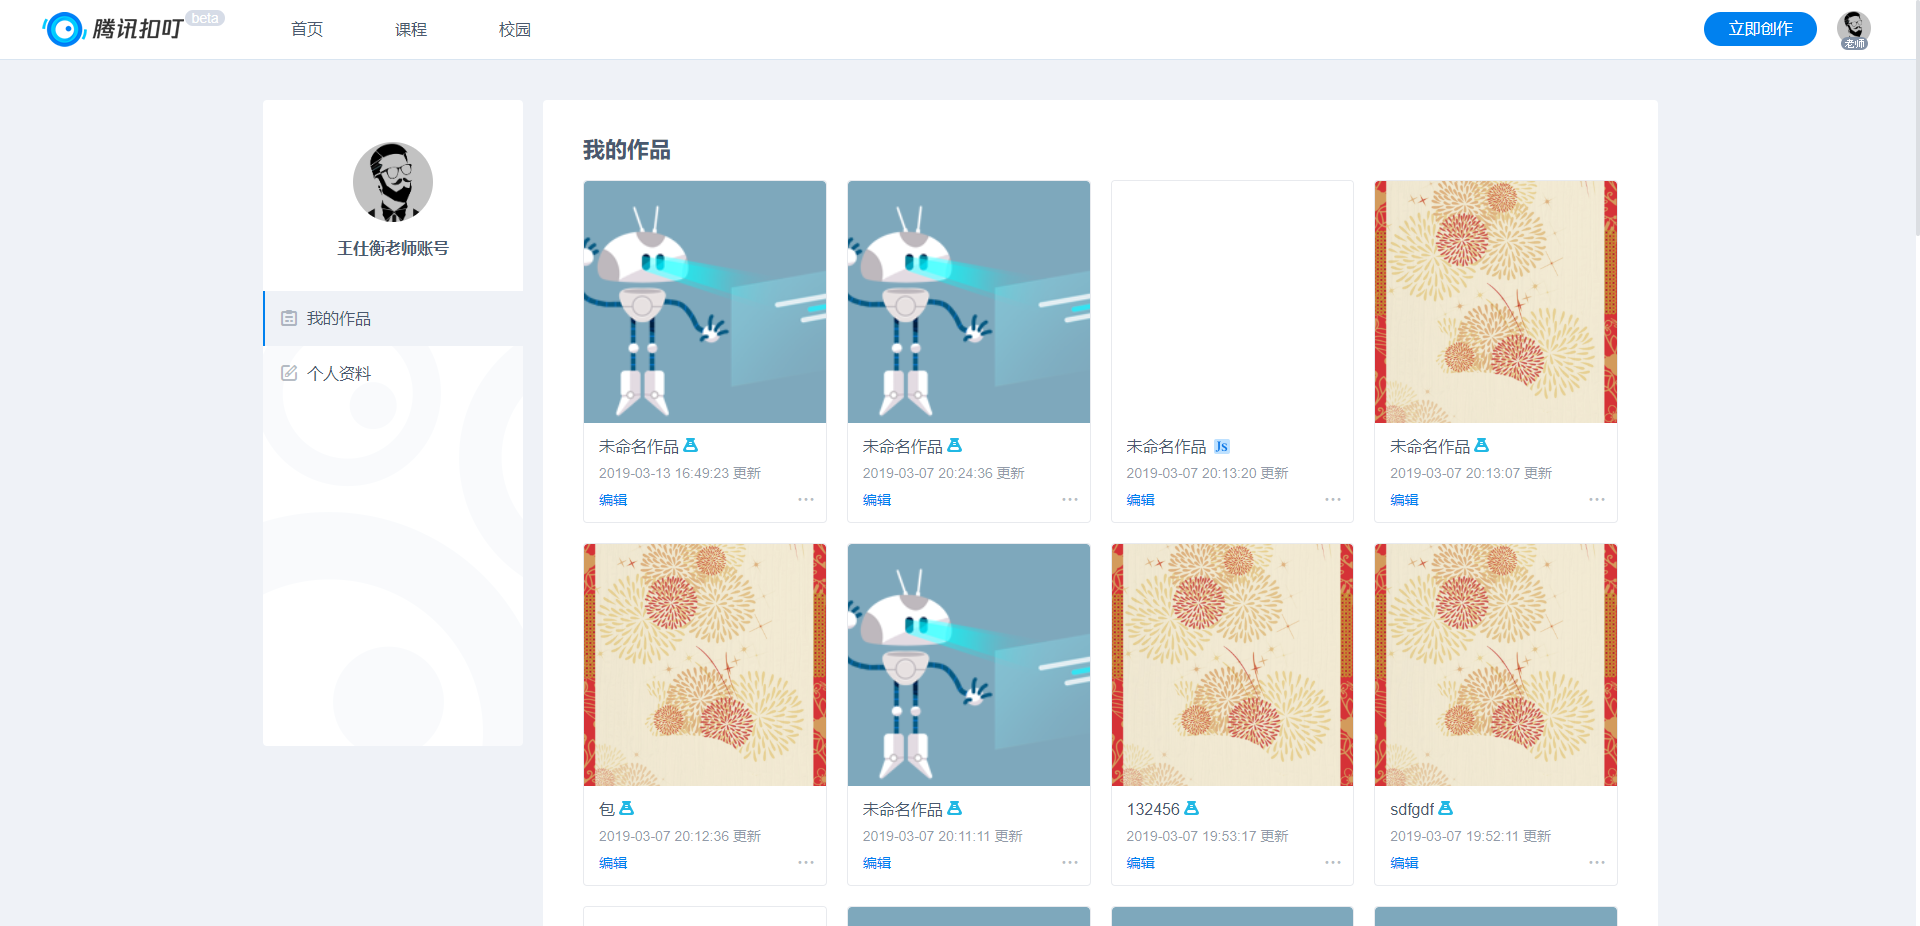 腾讯扣叮 beta 首页 课程 校园 立即创作 老师
王仕衡老师账号
我的作品
个人资料
我的作品
未命名作品
2019-03-13 16:49:23 更新
编辑 ···
未命名作品
2019-03-07 20:24:36 更新
编辑 ···
未命名作品 Js
2019-03-07 20:13:20 更新
编辑 ···
未命名作品
2019-03-07 20:13:07 更新
编辑 ···
包
2019-03-07 20:12:36 更新
编辑 ···
未命名作品
2019-03-07 20:11:11 更新
编辑 ···
132456
2019-03-07 19:53:17 更新
编辑 ···
sdfgdf
2019-03-07 19:52:11 更新
编辑 ···